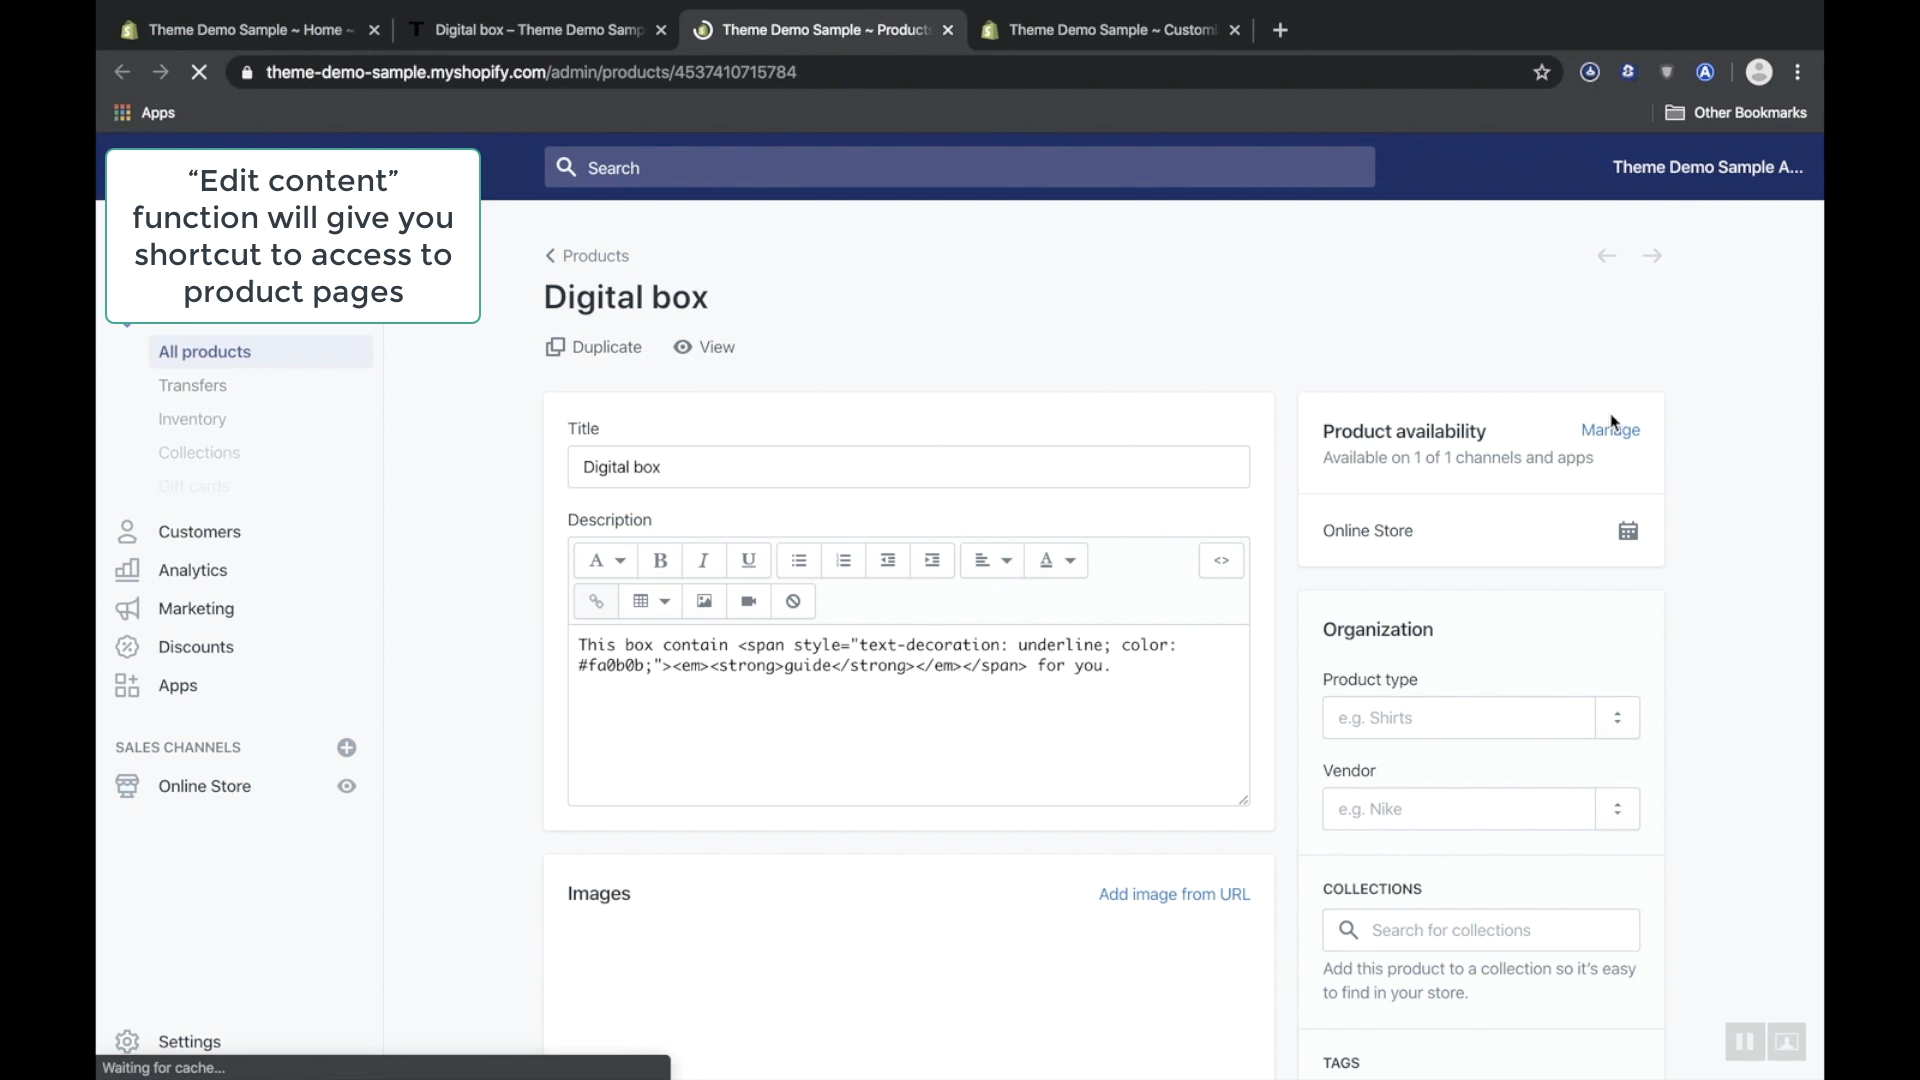 Theme Demo Sample ~ Home ~
Digital box – Theme Demo Samp
Theme Demo Sample ~ Products
Theme Demo Sample ~ Customi
theme-demo-sample.myshopify.com/admin/products/4537410715784
Apps
Other Bookmarks
Search
Theme Demo Sample A...
“Edit content”
function will give you
shortcut to access to
product pages
Products
Digital box
Duplicate
View
All products
Transfers
Inventory
Collections
Gift cards
Customers
Analytics
Marketing
Discounts
Apps
SALES CHANNELS
Online Store
Settings
Waiting for cache...
Title
Digital box
Description
This box contain <span style="text-decoration: underline; color:
#fa0b0b;"><em><strong>guide</strong></em></span> for you.
Images
Add image from URL
Product availability
Manage
Available on 1 of 1 channels and apps
Online Store
Organization
Product type
e.g. Shirts
Vendor
e.g. Nike
COLLECTIONS
Search for collections
Add this product to a collection so it’s easy
to find in your store.
TAGS